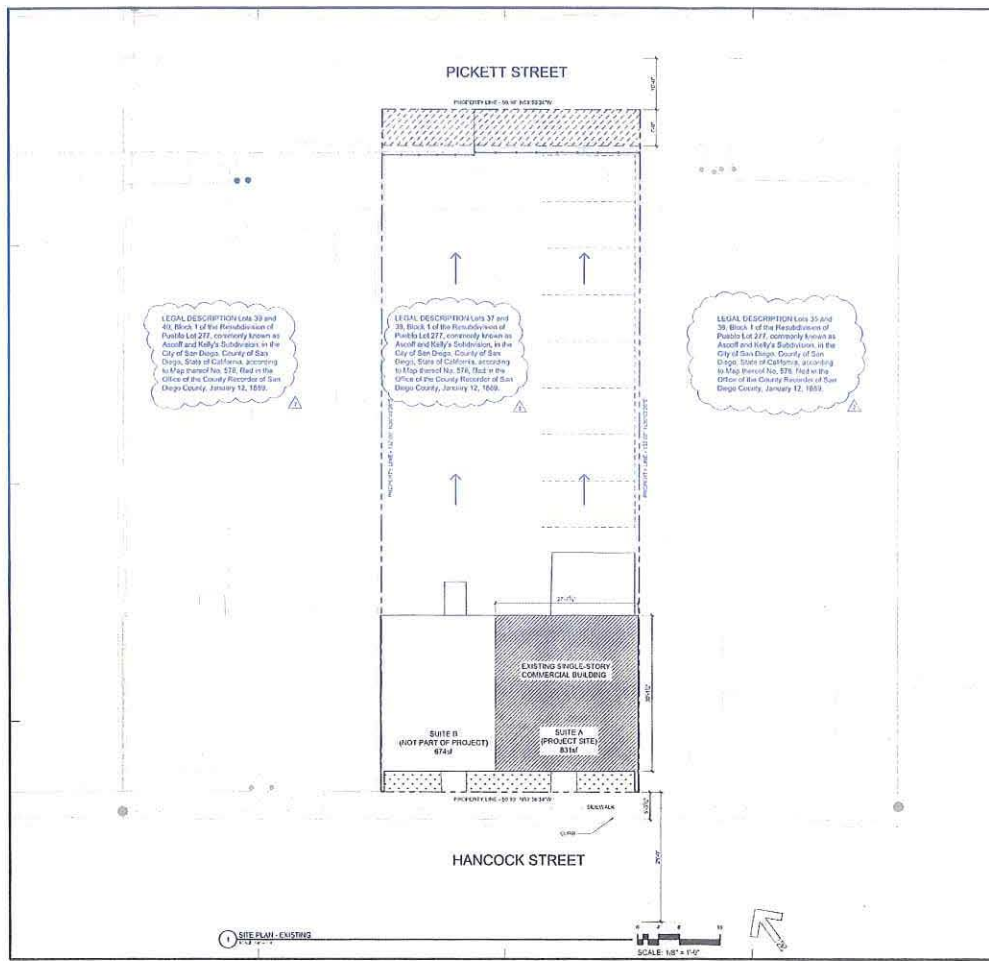 PICKETT STREET
LEGAL DESCRIPTION Lots 39 and
40, Block 1 of the Resubdivision of
Pueblo Lot 277, commonly known as
Ascoff and Kelly's Subdivision, in the
City of San Diego, County of San
Diego, State of California, according
to Map thereof No. 578, filed in the
Office of the County Recorder of San
Diego County, January 12, 1889.
LEGAL DESCRIPTION Lots 37 and
38, Block 1 of the Resubdivision of
Pueblo Lot 277, commonly known as
Ascoff and Kelly's Subdivision, in the
City of San Diego, County of San
Diego, State of California, according
to Map thereof No. 578, filed in the
Office of the County Recorder of San
Diego County, January 12, 1889.
LEGAL DESCRIPTION Lots 35 and
36, Block 1 of the Resubdivision of
Pueblo Lot 277, commonly known as
Ascoff and Kelly's Subdivision, in the
City of San Diego, County of San
Diego, State of California, according
to Map thereof No. 578, filed in the
Office of the County Recorder of San
Diego County, January 12, 1889.
EXISTING SINGLE-STORY
COMMERCIAL BUILDING
SUITE B
(NOT PART OF PROJECT)
674sf
SUITE A
(PROJECT SITE)
831sf
PROPERTY LINE
SIDEWALK
CURB
HANCOCK STREET
1
SITE PLAN - EXISTING
SCALE: 1/8" = 1'-0"